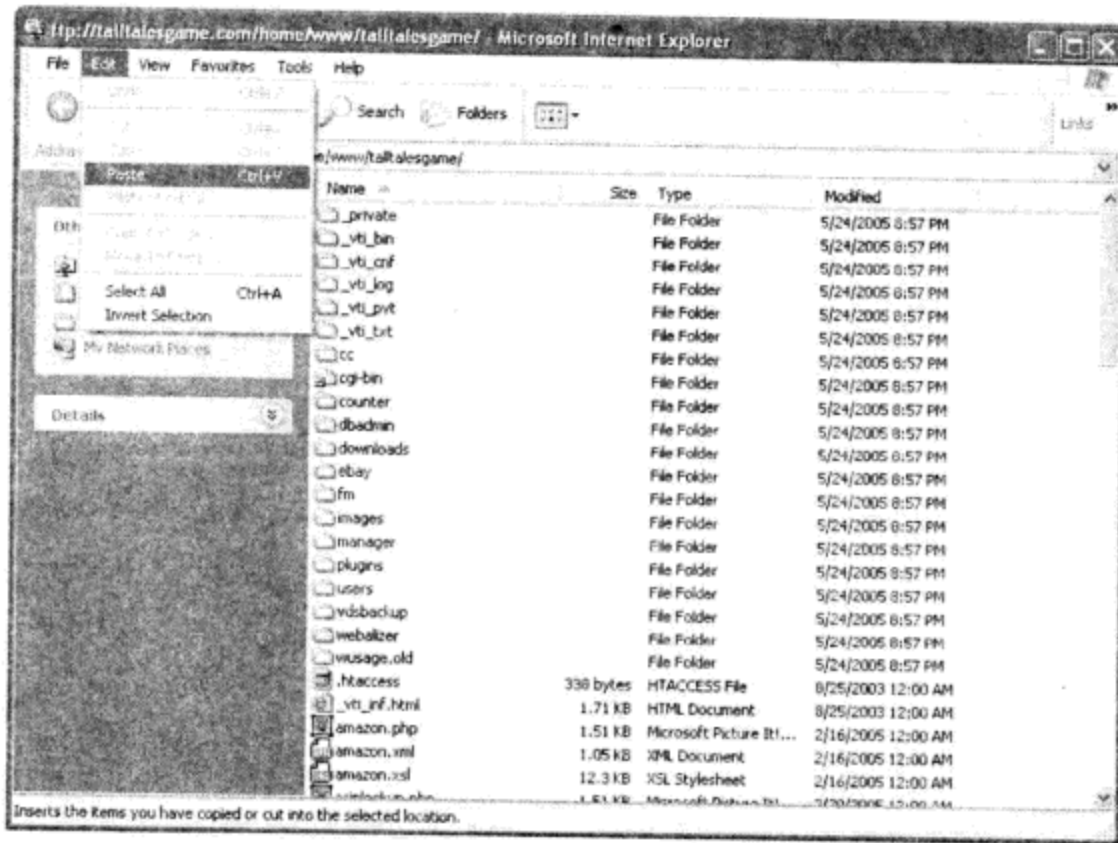 ftp://talltalesgame.com/home/www/talltalesgame/ - Microsoft Internet Explorer
File Edit View Favorites Tools Help
Search Folders
Links
e/www/talltalesgame/
Paste Ctrl+V
Select All Ctrl+A
Invert Selection
My Network Places
Details
Name Size Type Modified
_private File Folder 5/24/2005 8:57 PM
_vti_bin File Folder 5/24/2005 8:57 PM
_vti_cnf File Folder 5/24/2005 8:57 PM
_vti_log File Folder 5/24/2005 8:57 PM
_vti_pvt File Folder 5/24/2005 8:57 PM
_vti_txt File Folder 5/24/2005 8:57 PM
cc File Folder 5/24/2005 8:57 PM
cgi-bin File Folder 5/24/2005 8:57 PM
counter File Folder 5/24/2005 8:57 PM
dbadmin File Folder 5/24/2005 8:57 PM
downloads File Folder 5/24/2005 8:57 PM
ebay File Folder 5/24/2005 8:57 PM
fm File Folder 5/24/2005 8:57 PM
images File Folder 5/24/2005 8:57 PM
manager File Folder 5/24/2005 8:57 PM
plugins File Folder 5/24/2005 8:57 PM
users File Folder 5/24/2005 8:57 PM
vdsbackup File Folder 5/24/2005 8:57 PM
webalizer File Folder 5/24/2005 8:57 PM
wusage.old File Folder 5/24/2005 8:57 PM
.htaccess 338 bytes HTACCESS File 8/25/2003 12:00 AM
_vti_inf.html 1.71 KB HTML Document 8/25/2003 12:00 AM
amazon.php 1.51 KB Microsoft Picture It!... 2/16/2005 12:00 AM
amazon.xml 1.05 KB XML Document 2/16/2005 12:00 AM
amazon.xsl 12.3 KB XSL Stylesheet 2/16/2005 12:00 AM
Inserts the items you have copied or cut into the selected location.